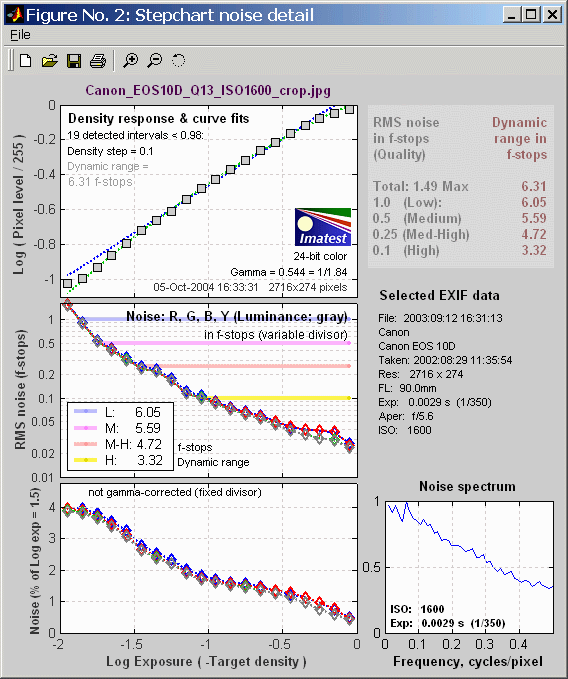 Figure No. 2: Stepchart noise detail
File
Canon_EOS10D_Q13_ISO1600_crop.jpg
Log ( Pixel level / 255 )
0
-0.2
-0.4
-0.6
-0.8
-1
Density response & curve fits
19 detected intervals < 0.98:
Density step = 0.1
Dynamic range =
6.31 f-stops
Imatest
24-bit color
Gamma = 0.544 = 1/1.84
05-Oct-2004 16:33:31 2716x274 pixels
RMS noise in f-stops (Quality)
Dynamic range in f-stops
Total: 1.49 Max 6.31
1.0 (Low): 6.05
0.5 (Medium) 5.59
0.25 (Med-High) 4.72
0.1 (High) 3.32
RMS noise (f-stops)
1
0.5
0.2
0.1
0.05
0.02
0.01
Noise: R, G, B, Y (Luminance; gray)
in f-stops (variable divisor)
L: 6.05
M: 5.59
M-H: 4.72
H: 3.32
f-stops
Dynamic range
Selected EXIF data
File: 2003:09:12 16:31:13
Canon
Canon EOS 10D
Taken: 2002:08:29 11:35:54
Res: 2716 x 274
FL: 90.0mm
Exp: 0.0029 s (1/350)
Aper: f/5.6
ISO: 1600
Noise (% of Log exp = 1.5)
4
3
2
1
0
not gamma-corrected (fixed divisor)
-2
-1.5
-1
-0.5
0
Log Exposure ( -Target density )
Noise spectrum
1
0.5
0
ISO: 1600
Exp: 0.0029 s (1/350)
0
0.2
0.4
Frequency, cycles/pixel